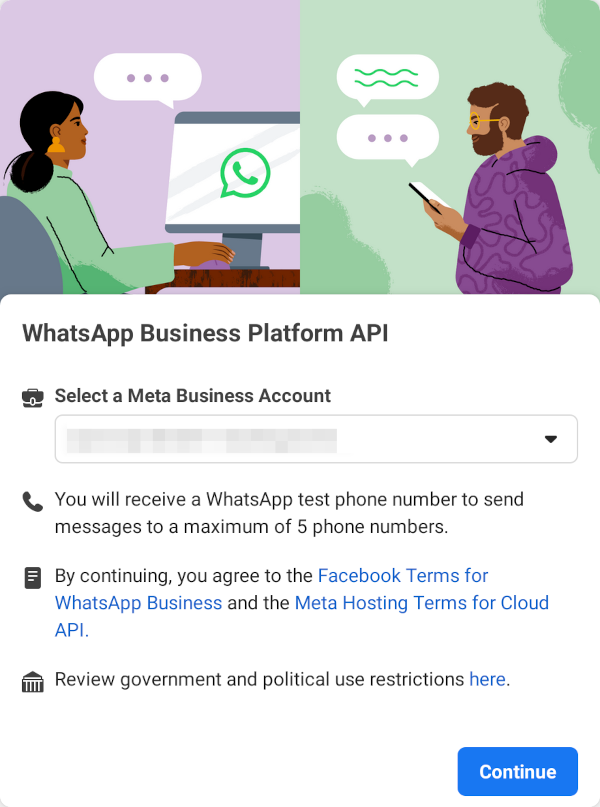 WhatsApp Business Platform API
Select a Meta Business Account
You will receive a WhatsApp test phone number to send
messages to a maximum of 5 phone numbers.
By continuing, you agree to the Facebook Terms for
WhatsApp Business and the Meta Hosting Terms for Cloud
API.
Review government and political use restrictions here.
Continue